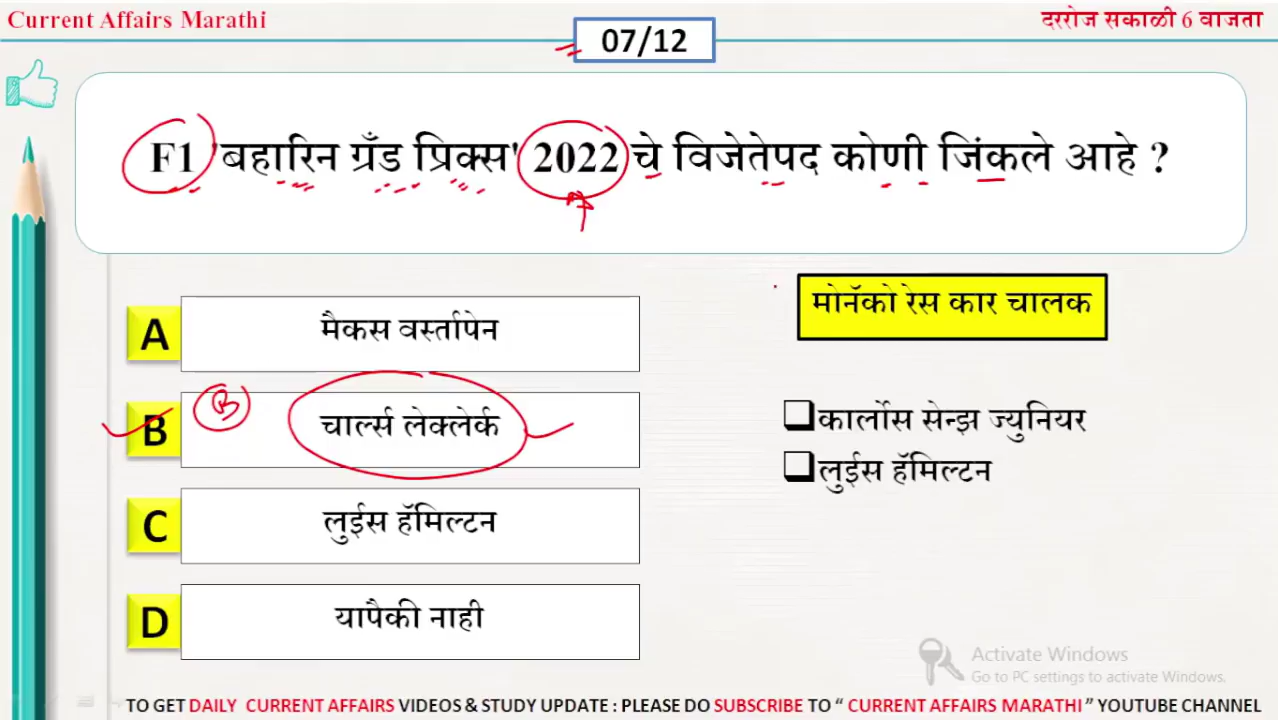 Current Affairs Marathi
दररोज सकाळी 6 वाजता
07/12
F1 'बहारिन ग्रँड प्रिक्स' 2022 चे विजेतेपद कोणी जिंकले आहे ?
A मॅकस वर्स्तापेन
B B चार्ल्स लेक्लेर्क
C लुईस हॅमिल्टन
D यापैकी नाही
मोनॅको रेस कार चालक
कार्लोस सेन्झ ज्युनियर
लुईस हॅमिल्टन
Activate Windows
Go to PC settings to activate Windows.
TO GET DAILY CURRENT AFFAIRS VIDEOS & STUDY UPDATE : PLEASE DO SUBSCRIBE TO “ CURRENT AFFAIRS MARATHI ” YOUTUBE CHANNEL